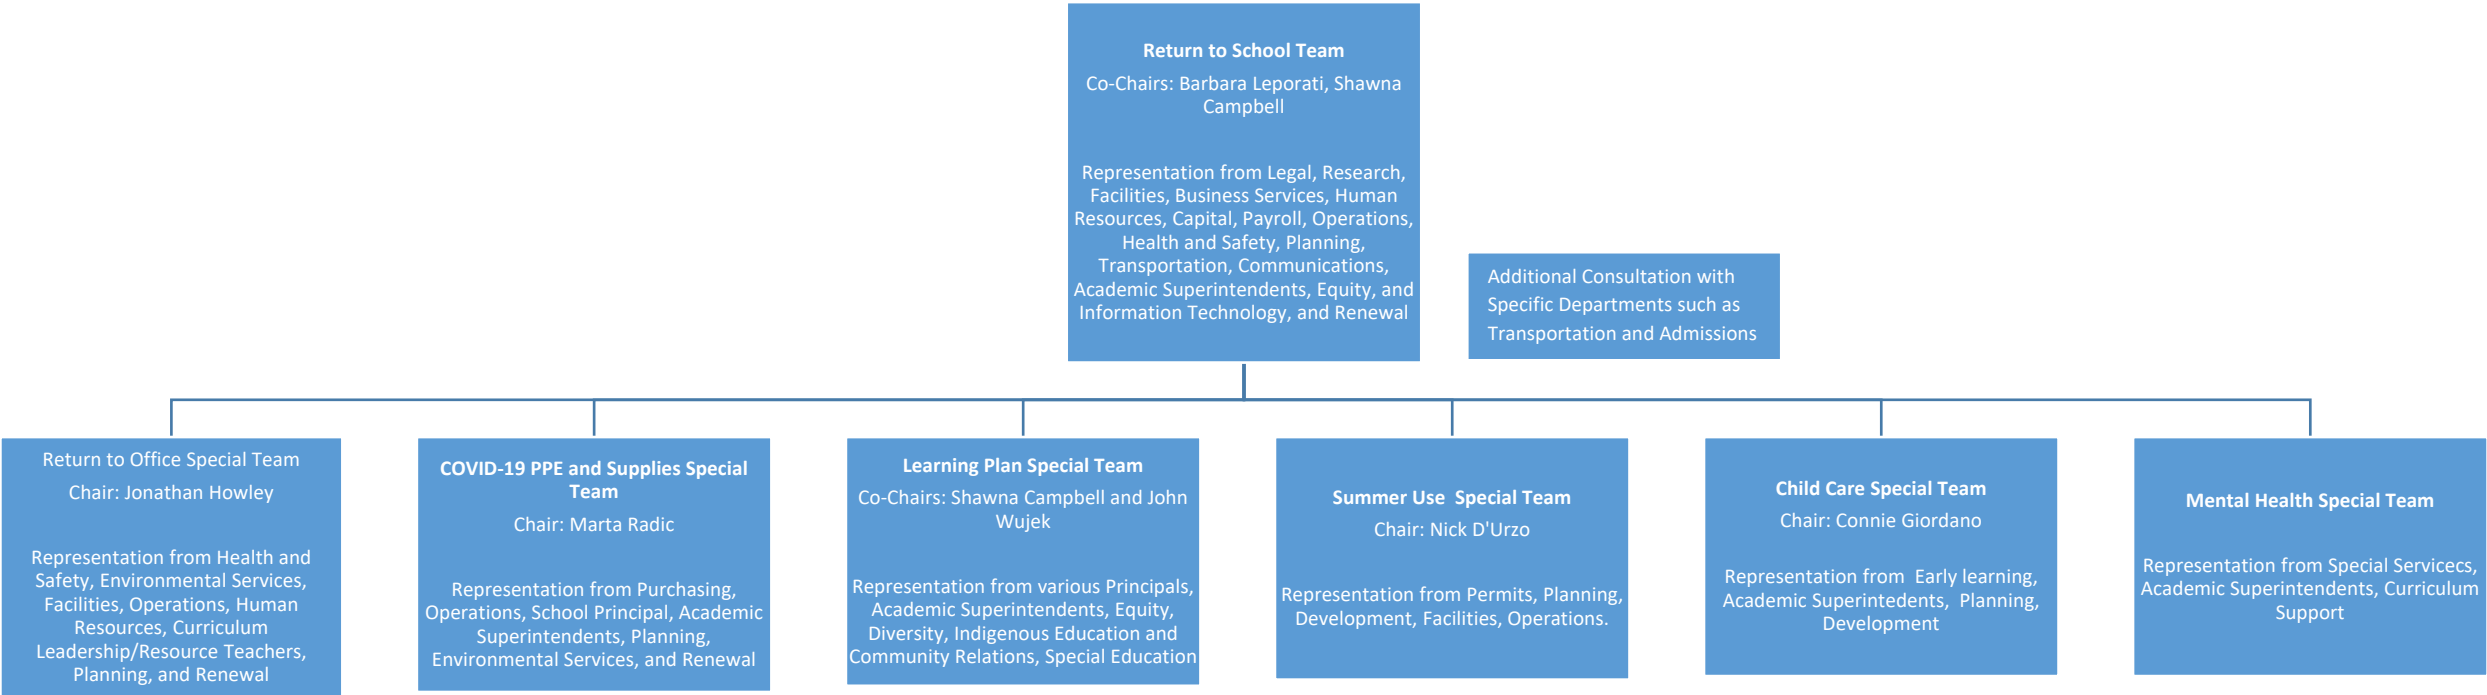 Return to School Team
Co-Chairs: Barbara Leporati, Shawna
Campbell
Representation from Legal, Research,
Facilities, Business Services, Human
Resources, Capital, Payroll, Operations,
Health and Safety, Planning,
Transportation, Communications,
Academic Superintendents, Equity, and
Information Technology, and Renewal
Additional Consultation with
Specific Departments such as
Transportation and Admissions
Return to Office Special Team
Chair: Jonathan Howley
Representation from Health and
Safety, Environmental Services,
Facilities, Operations, Human
Resources, Curriculum
Leadership/Resource Teachers,
Planning, and Renewal
COVID-19 PPE and Supplies Special
Team
Chair: Marta Radic
Representation from Purchasing,
Operations, School Principal, Academic
Superintendents, Planning,
Environmental Services, and Renewal
Learning Plan Special Team
Co-Chairs: Shawna Campbell and John
Wujek
Representation from various Principals,
Academic Superintendents, Equity,
Diversity, Indigenous Education and
Community Relations, Special Education
Summer Use  Special Team
Chair: Nick D'Urzo
Representation from Permits, Planning,
Development, Facilities, Operations.
Child Care Special Team
Chair: Connie Giordano
Representation from  Early learning,
Academic Superintedents,  Planning,
Development
Mental Health Special Team
Representation from Special Servicecs,
Academic Superintendents, Curriculum
Support